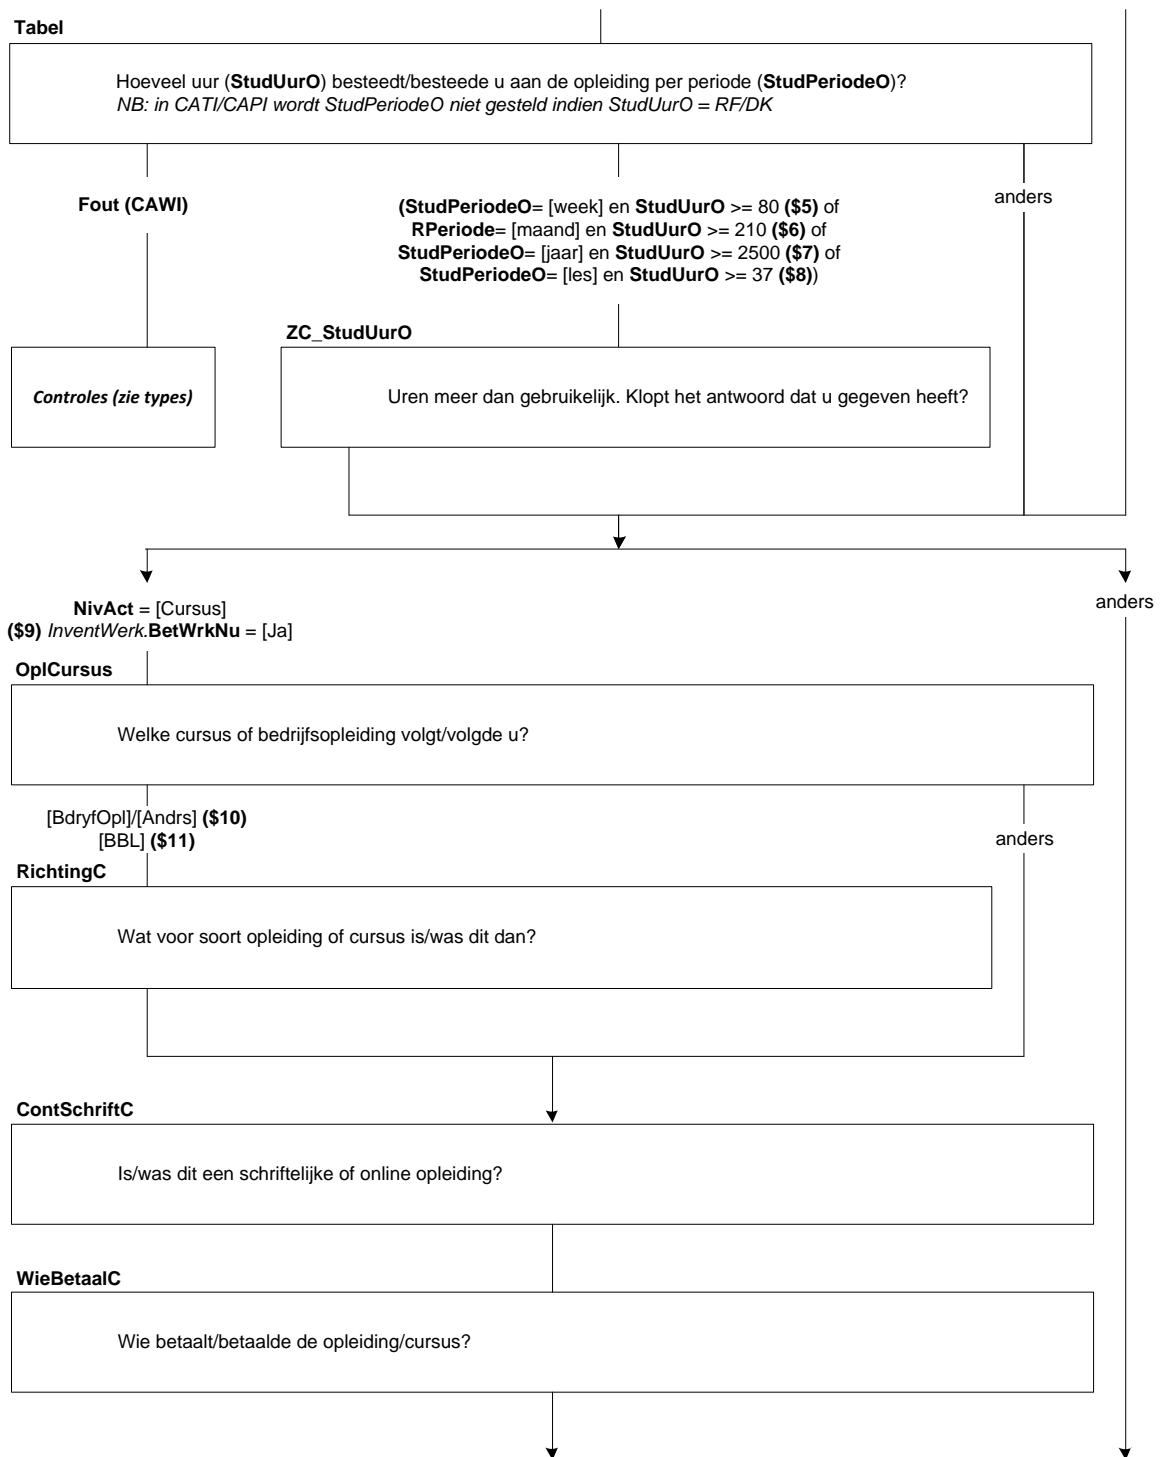 Tabel
Hoeveel uur (StudUurO) besteedt/besteede u aan de opleiding per periode (StudPeriodeO)?
NB: in CATI/CAPI wordt StudPeriodeO niet gesteld indien StudUurO = RF/DK
Fout (CAWI)
(StudPeriodeO= [week] en StudUurO >= 80 ($5) of
RPeriode= [maand] en StudUurO >= 210 ($6) of
StudPeriodeO= [jaar] en StudUurO >= 2500 ($7) of
StudPeriodeO= [les] en StudUurO >= 37 ($8))
anders
ZC_StudUurO
Controles (zie types)
Uren meer dan gebruikelijk. Klopt het antwoord dat u gegeven heeft?
NivAct = [Cursus]
($9) InventWerk.BetWrkNu = [Ja]
anders
OplCursus
Welke cursus of bedrijfsopleiding volgt/volgde u?
[BdryfOpl]/[Andrs] ($10)
[BBL] ($11)
anders
RichtingC
Wat voor soort opleiding of cursus is/was dit dan?
ContSchriftC
Is/was dit een schriftelijke of online opleiding?
WieBetaalC
Wie betaalt/betaalde de opleiding/cursus?